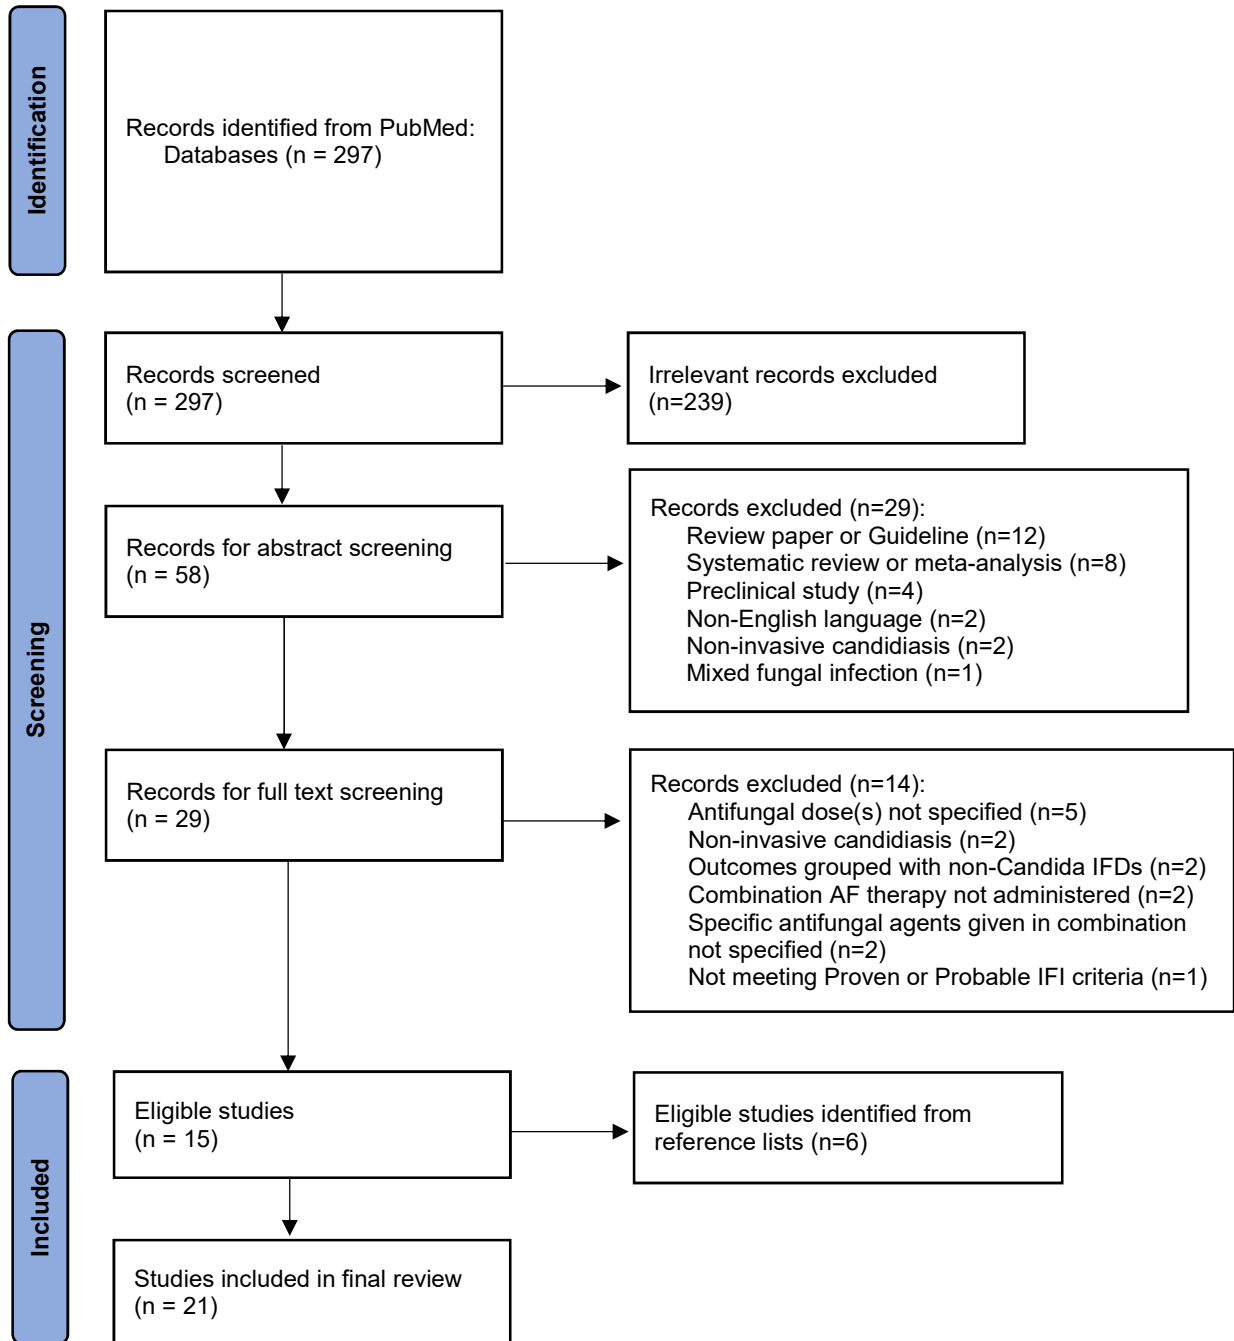 Identification
Records identified from PubMed:
Databases (n = 297)
Screening
Records screened
(n = 297)
Irrelevant records excluded
(n=239)
Records for abstract screening
(n = 58)
Records excluded (n=29):
Review paper or Guideline (n=12)
Systematic review or meta-analysis (n=8)
Preclinical study (n=4)
Non-English language (n=2)
Non-invasive candidiasis (n=2)
Mixed fungal infection (n=1)
Records for full text screening
(n = 29)
Records excluded (n=14):
Antifungal dose(s) not specified (n=5)
Non-invasive candidiasis (n=2)
Outcomes grouped with non-Candida IFDs (n=2)
Combination AF therapy not administered (n=2)
Specific antifungal agents given in combination
not specified (n=2)
Not meeting Proven or Probable IFI criteria (n=1)
Included
Eligible studies
(n = 15)
Eligible studies identified from
reference lists (n=6)
Studies included in final review
(n = 21)